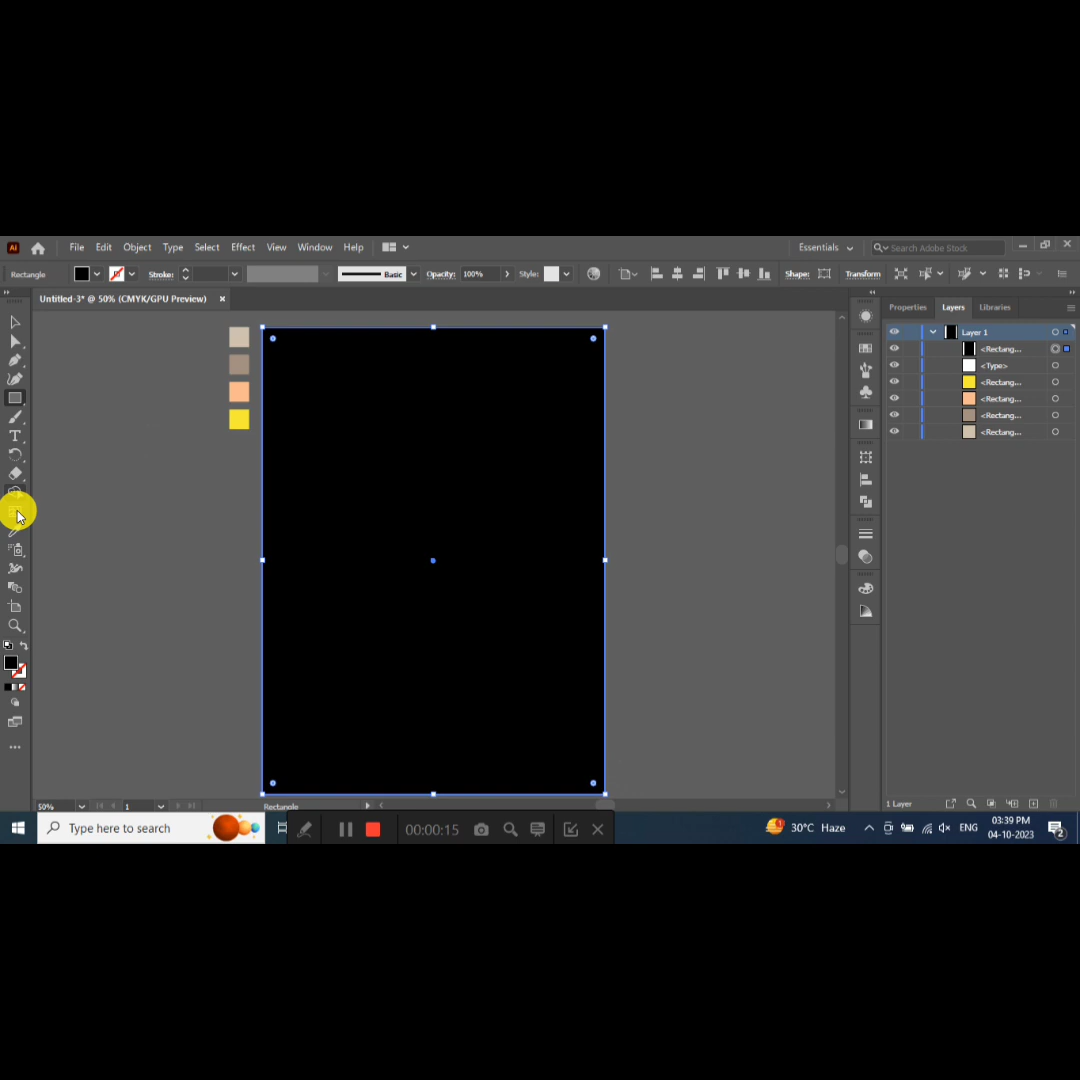 Ai File Edit Object Type Select Effect View Window Help Essentials Search Adobe Stock
Rectangle Stroke: Basic Opacity: 100% Style: Shape: Transform
Untitled-3* @ 50% (CMYK/GPU Preview) × Properties Layers Libraries
Layer 1
<Rectang...
<Type>
<Rectang...
<Rectang...
<Rectang...
<Rectang...
T
50% 1 Rectangle 1 Layer
Type here to search 00:00:15 1 30°C Haze ENG 03:39 PM
04-10-2023
2